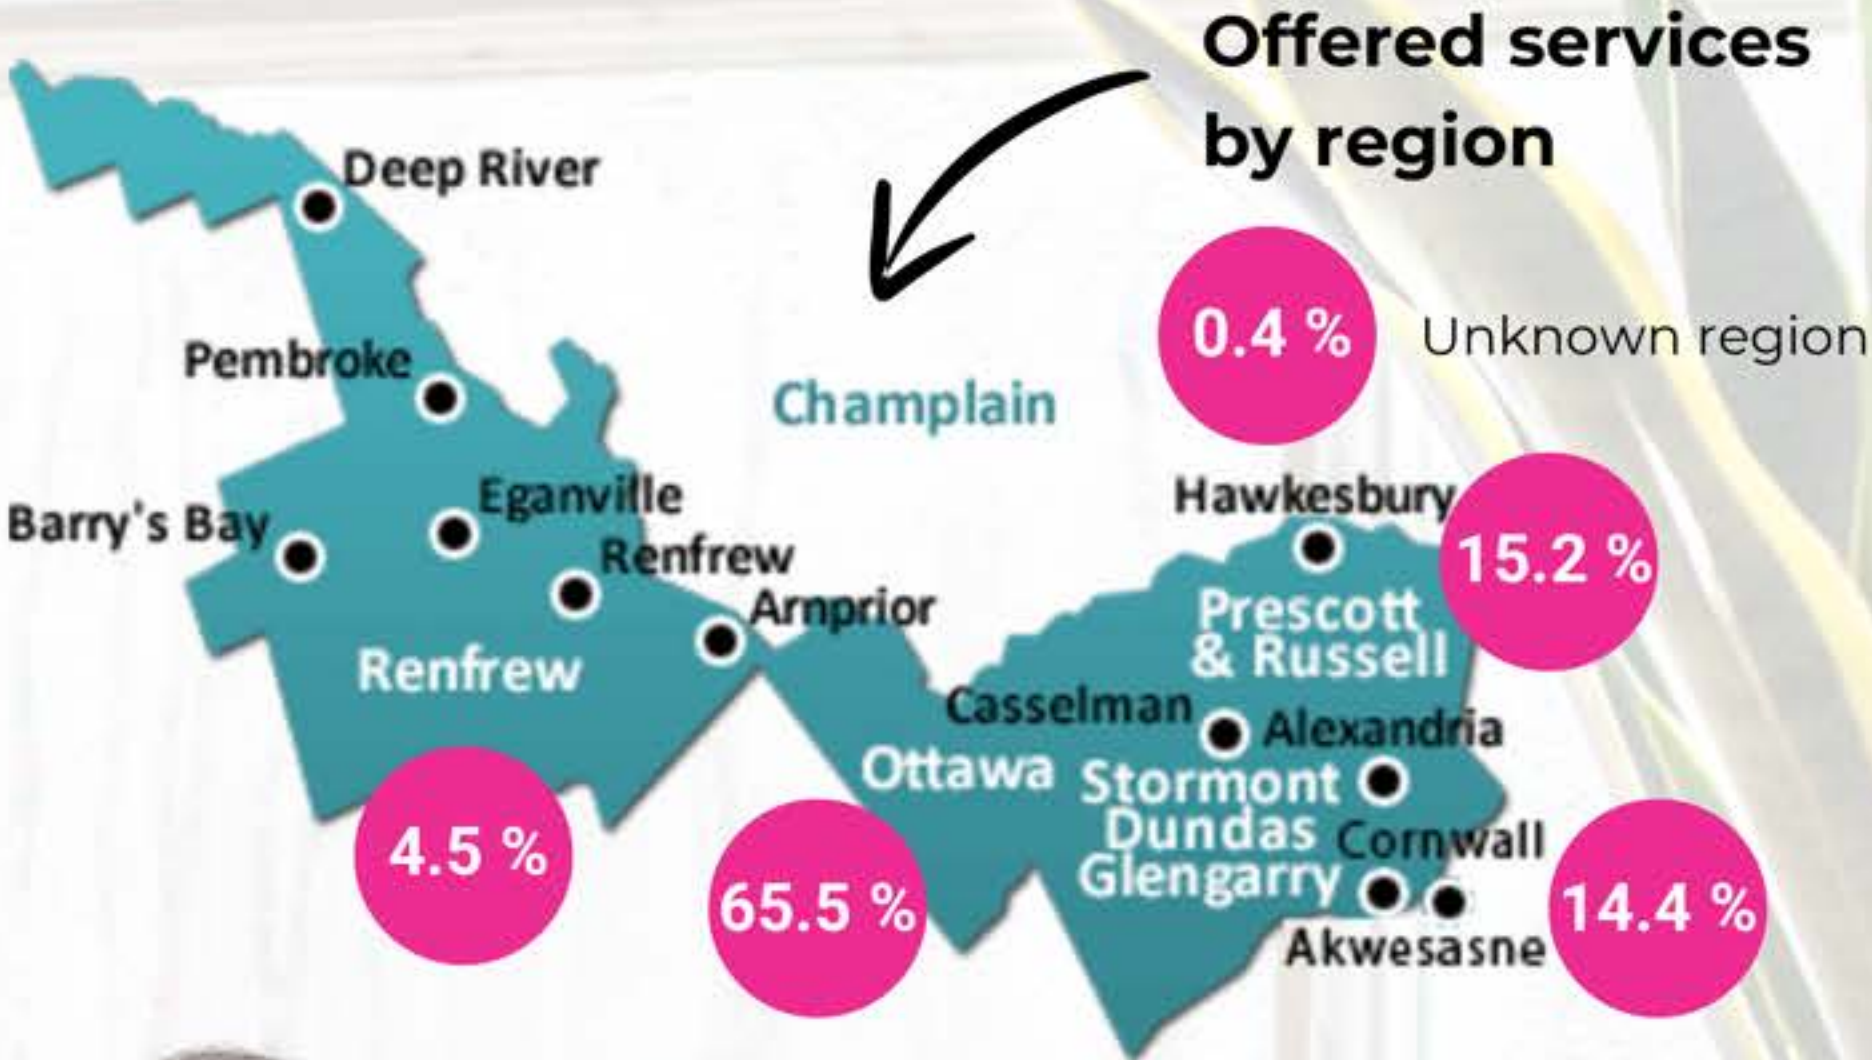 Offered services
by region
Deep River
Pembroke
Champlain
0.4 %
Unknown region
Barry's Bay
Eganville
Renfrew
Arnprior
Renfrew
4.5 %
65.5 %
Hawkesbury
15.2 %
Prescott
& Russell
Casselman
Alexandria
Ottawa
Stormont
Dundas
Glengarry
Cornwall
Akwesasne
14.4 %